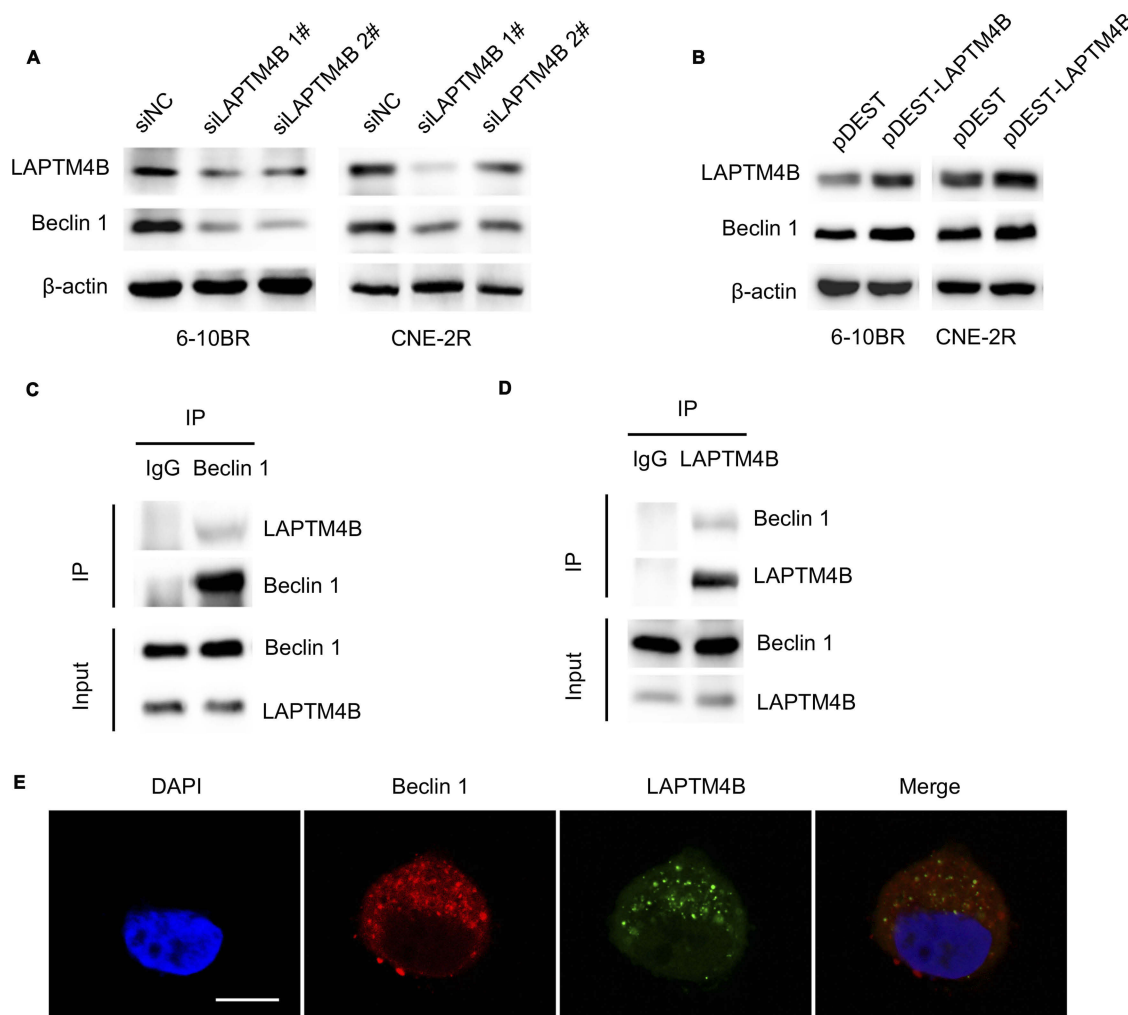 A
siNC
siLAPTM4B 1#
siLAPTM4B 2#
siNC
siLAPTM4B 1#
siLAPTM4B 2#
LAPTM4B
Beclin 1
β-actin
6-10BR
CNE-2R
B
pDEST
pDEST-LAPTM4B
pDEST
pDEST-LAPTM4B
LAPTM4B
Beclin 1
β-actin
6-10BR
CNE-2R
C
IP
IgG
Beclin 1
IP
LAPTM4B
Beclin 1
Input
Beclin 1
LAPTM4B
D
IP
IgG
LAPTM4B
IP
Beclin 1
LAPTM4B
Input
Beclin 1
LAPTM4B
E
DAPI
Beclin 1
LAPTM4B
Merge